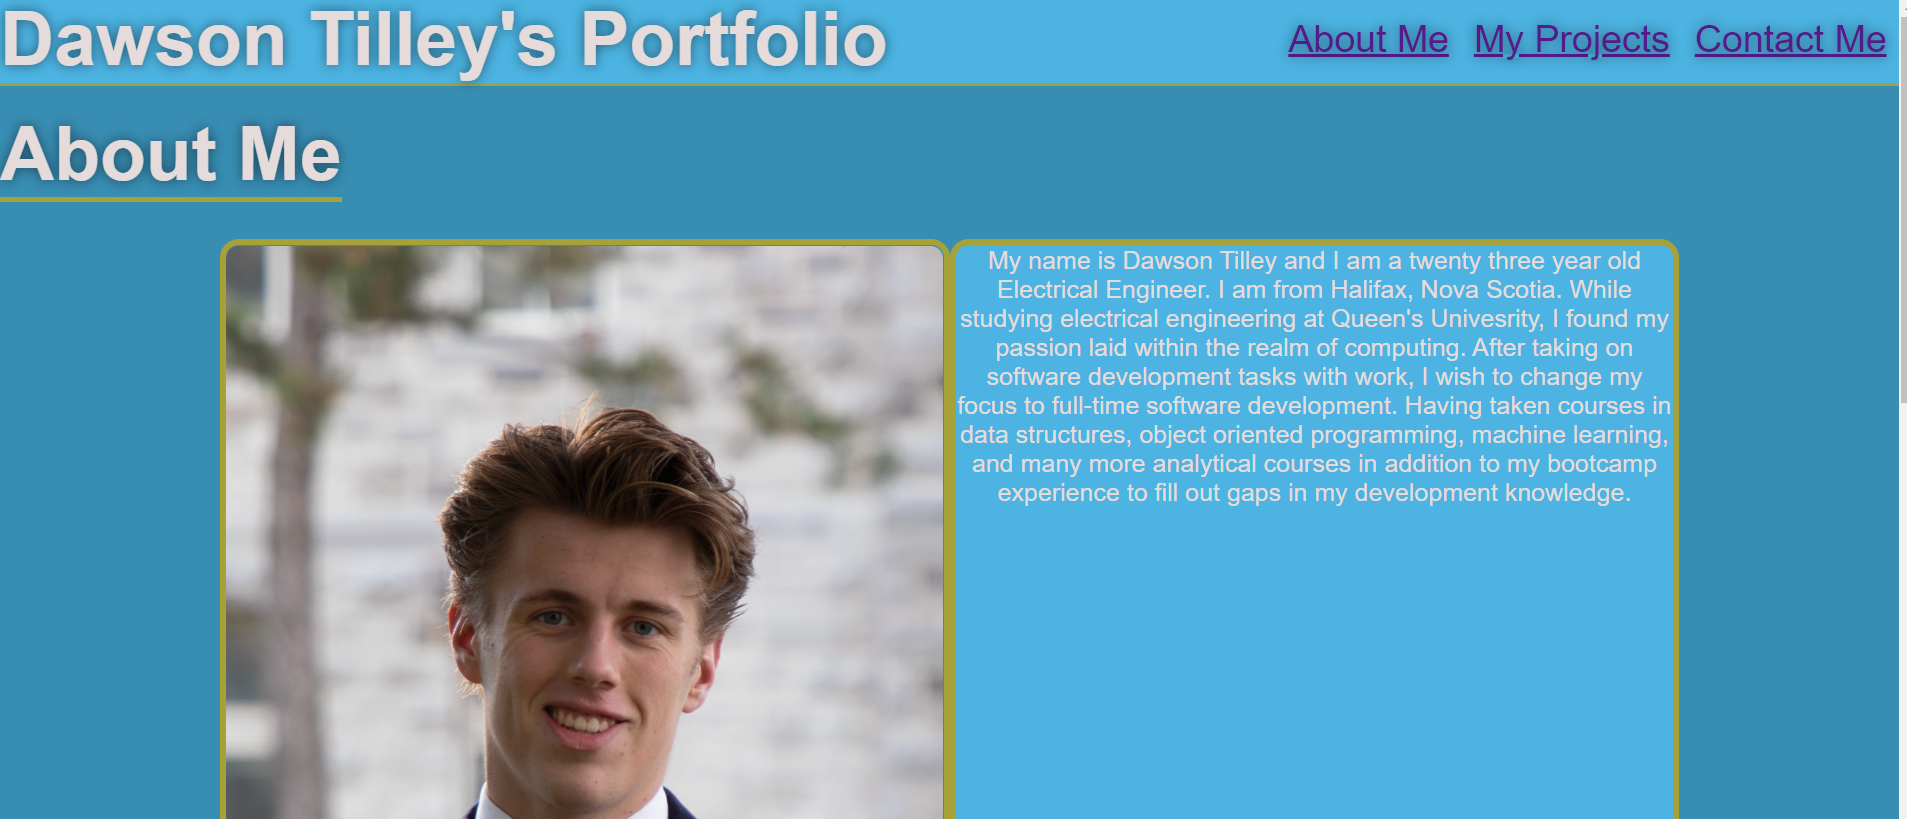 Dawson Tilley's Portfolio
About Me My Projects Contact Me
About Me
My name is Dawson Tilley and I am a twenty three year old
Electrical Engineer. I am from Halifax, Nova Scotia. While
studying electrical engineering at Queen's Univesrity, I found my
passion laid within the realm of computing. After taking on
software development tasks with work, I wish to change my
focus to full-time software development. Having taken courses in
data structures, object oriented programming, machine learning,
and many more analytical courses in addition to my bootcamp
experience to fill out gaps in my development knowledge.